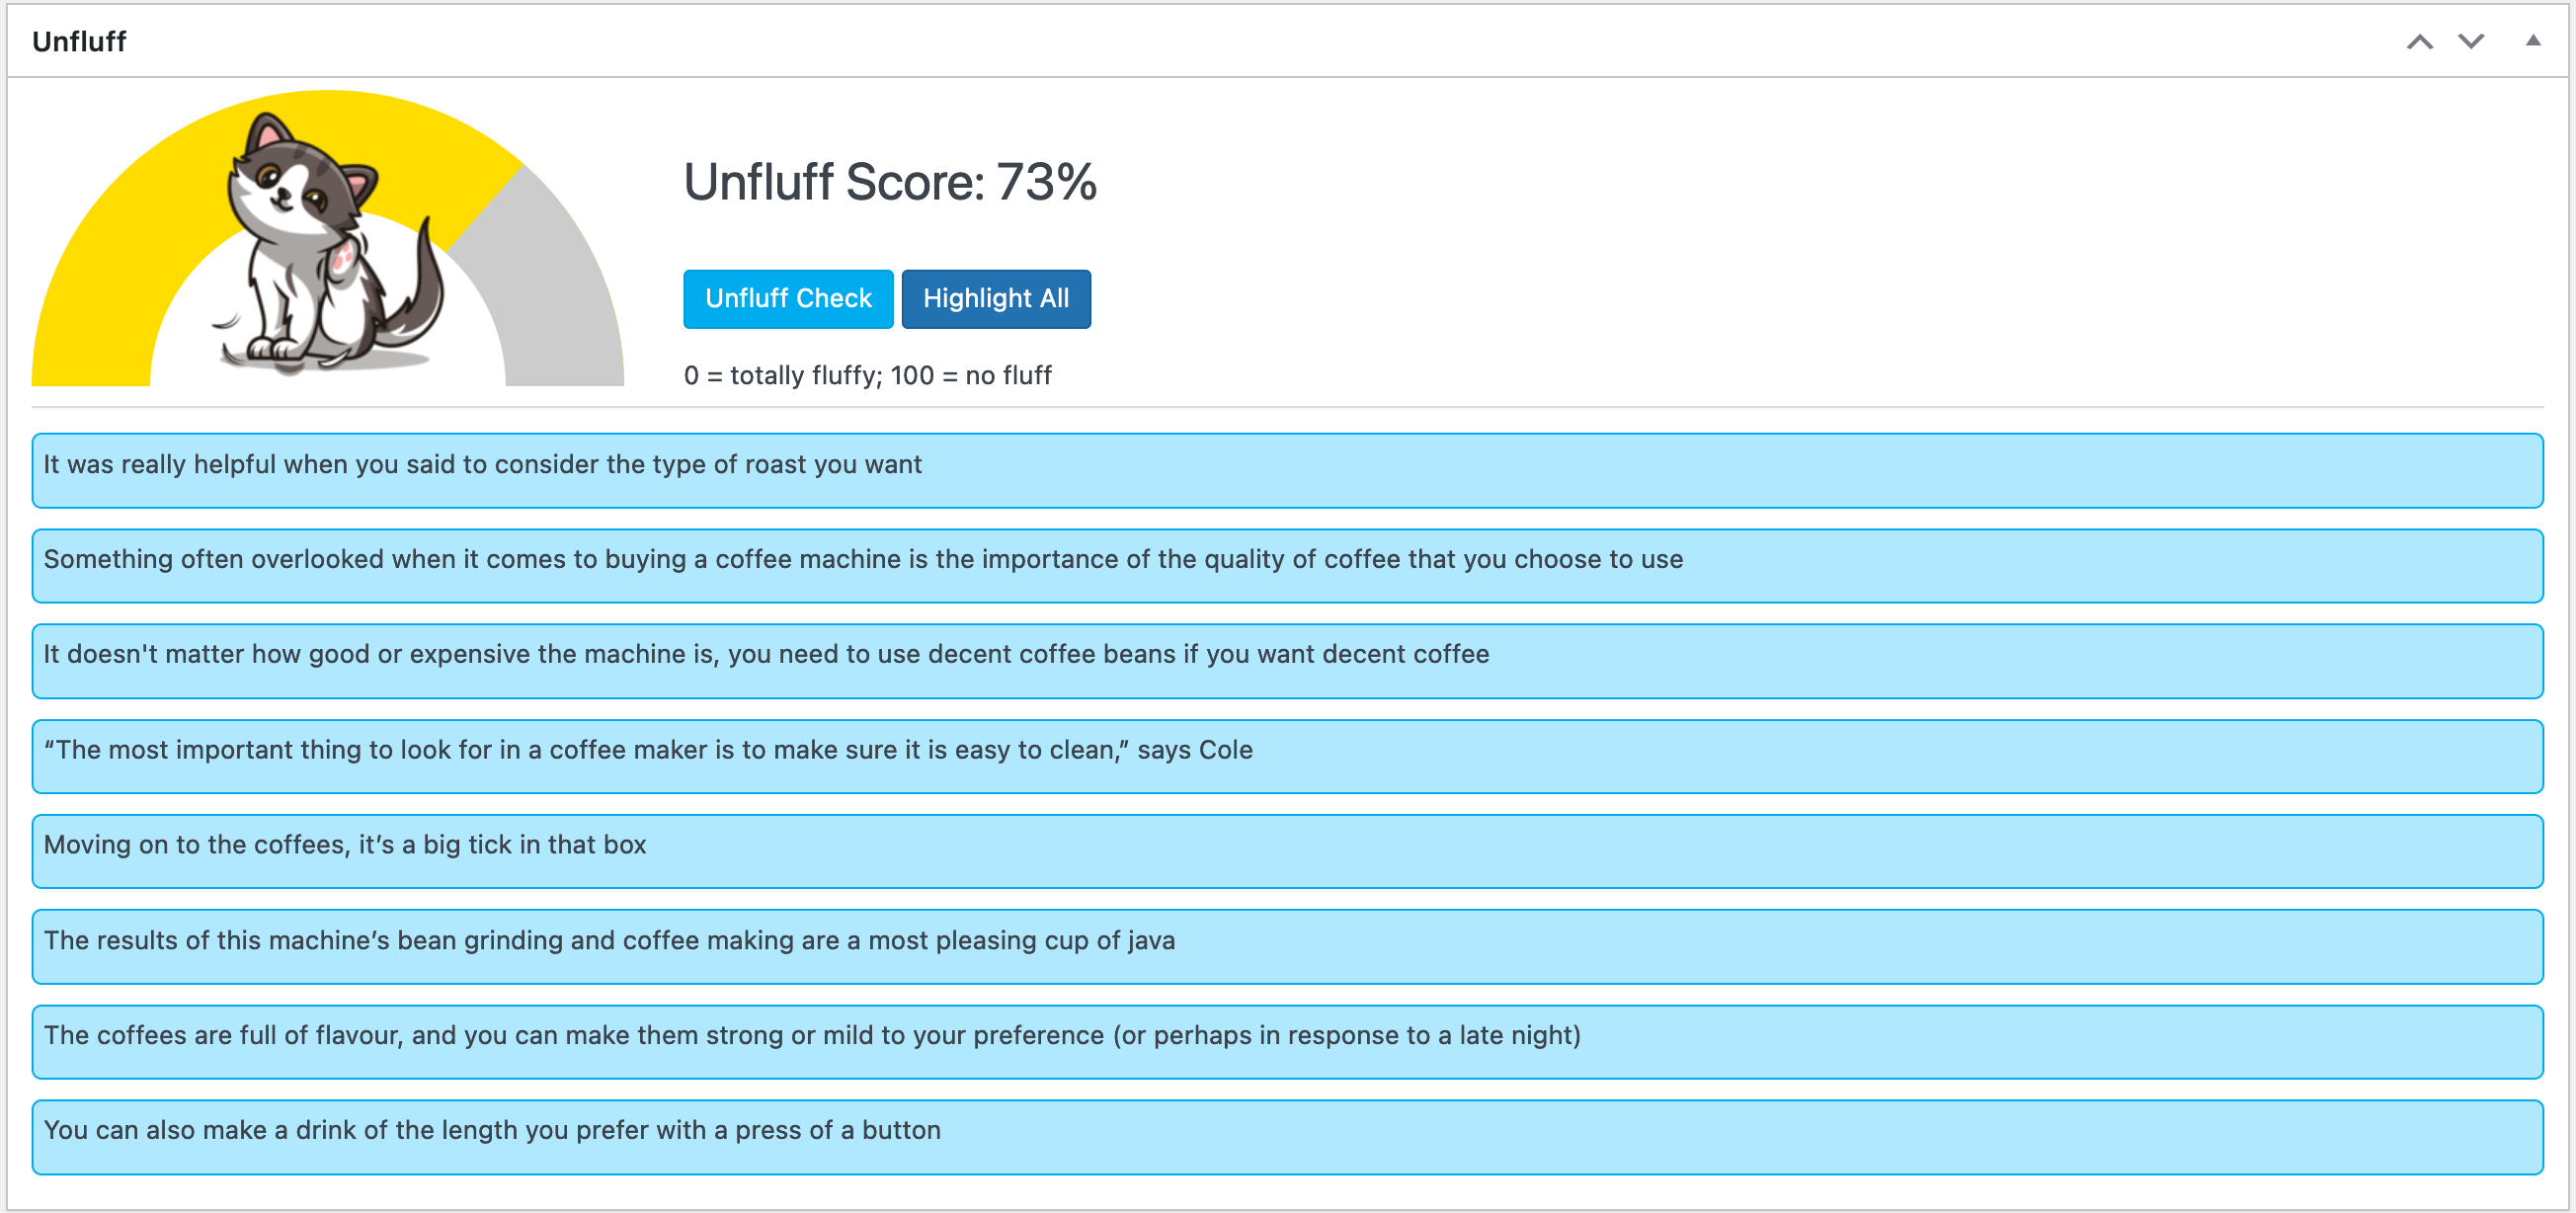 Unfluff
Unfluff Score: 73%
Unfluff Check
Highlight All
0 = totally fluffy; 100 = no fluff
It was really helpful when you said to consider the type of roast you want
Something often overlooked when it comes to buying a coffee machine is the importance of the quality of coffee that you choose to use
It doesn't matter how good or expensive the machine is, you need to use decent coffee beans if you want decent coffee
“The most important thing to look for in a coffee maker is to make sure it is easy to clean,” says Cole
Moving on to the coffees, it’s a big tick in that box
The results of this machine’s bean grinding and coffee making are a most pleasing cup of java
The coffees are full of flavour, and you can make them strong or mild to your preference (or perhaps in response to a late night)
You can also make a drink of the length you prefer with a press of a button